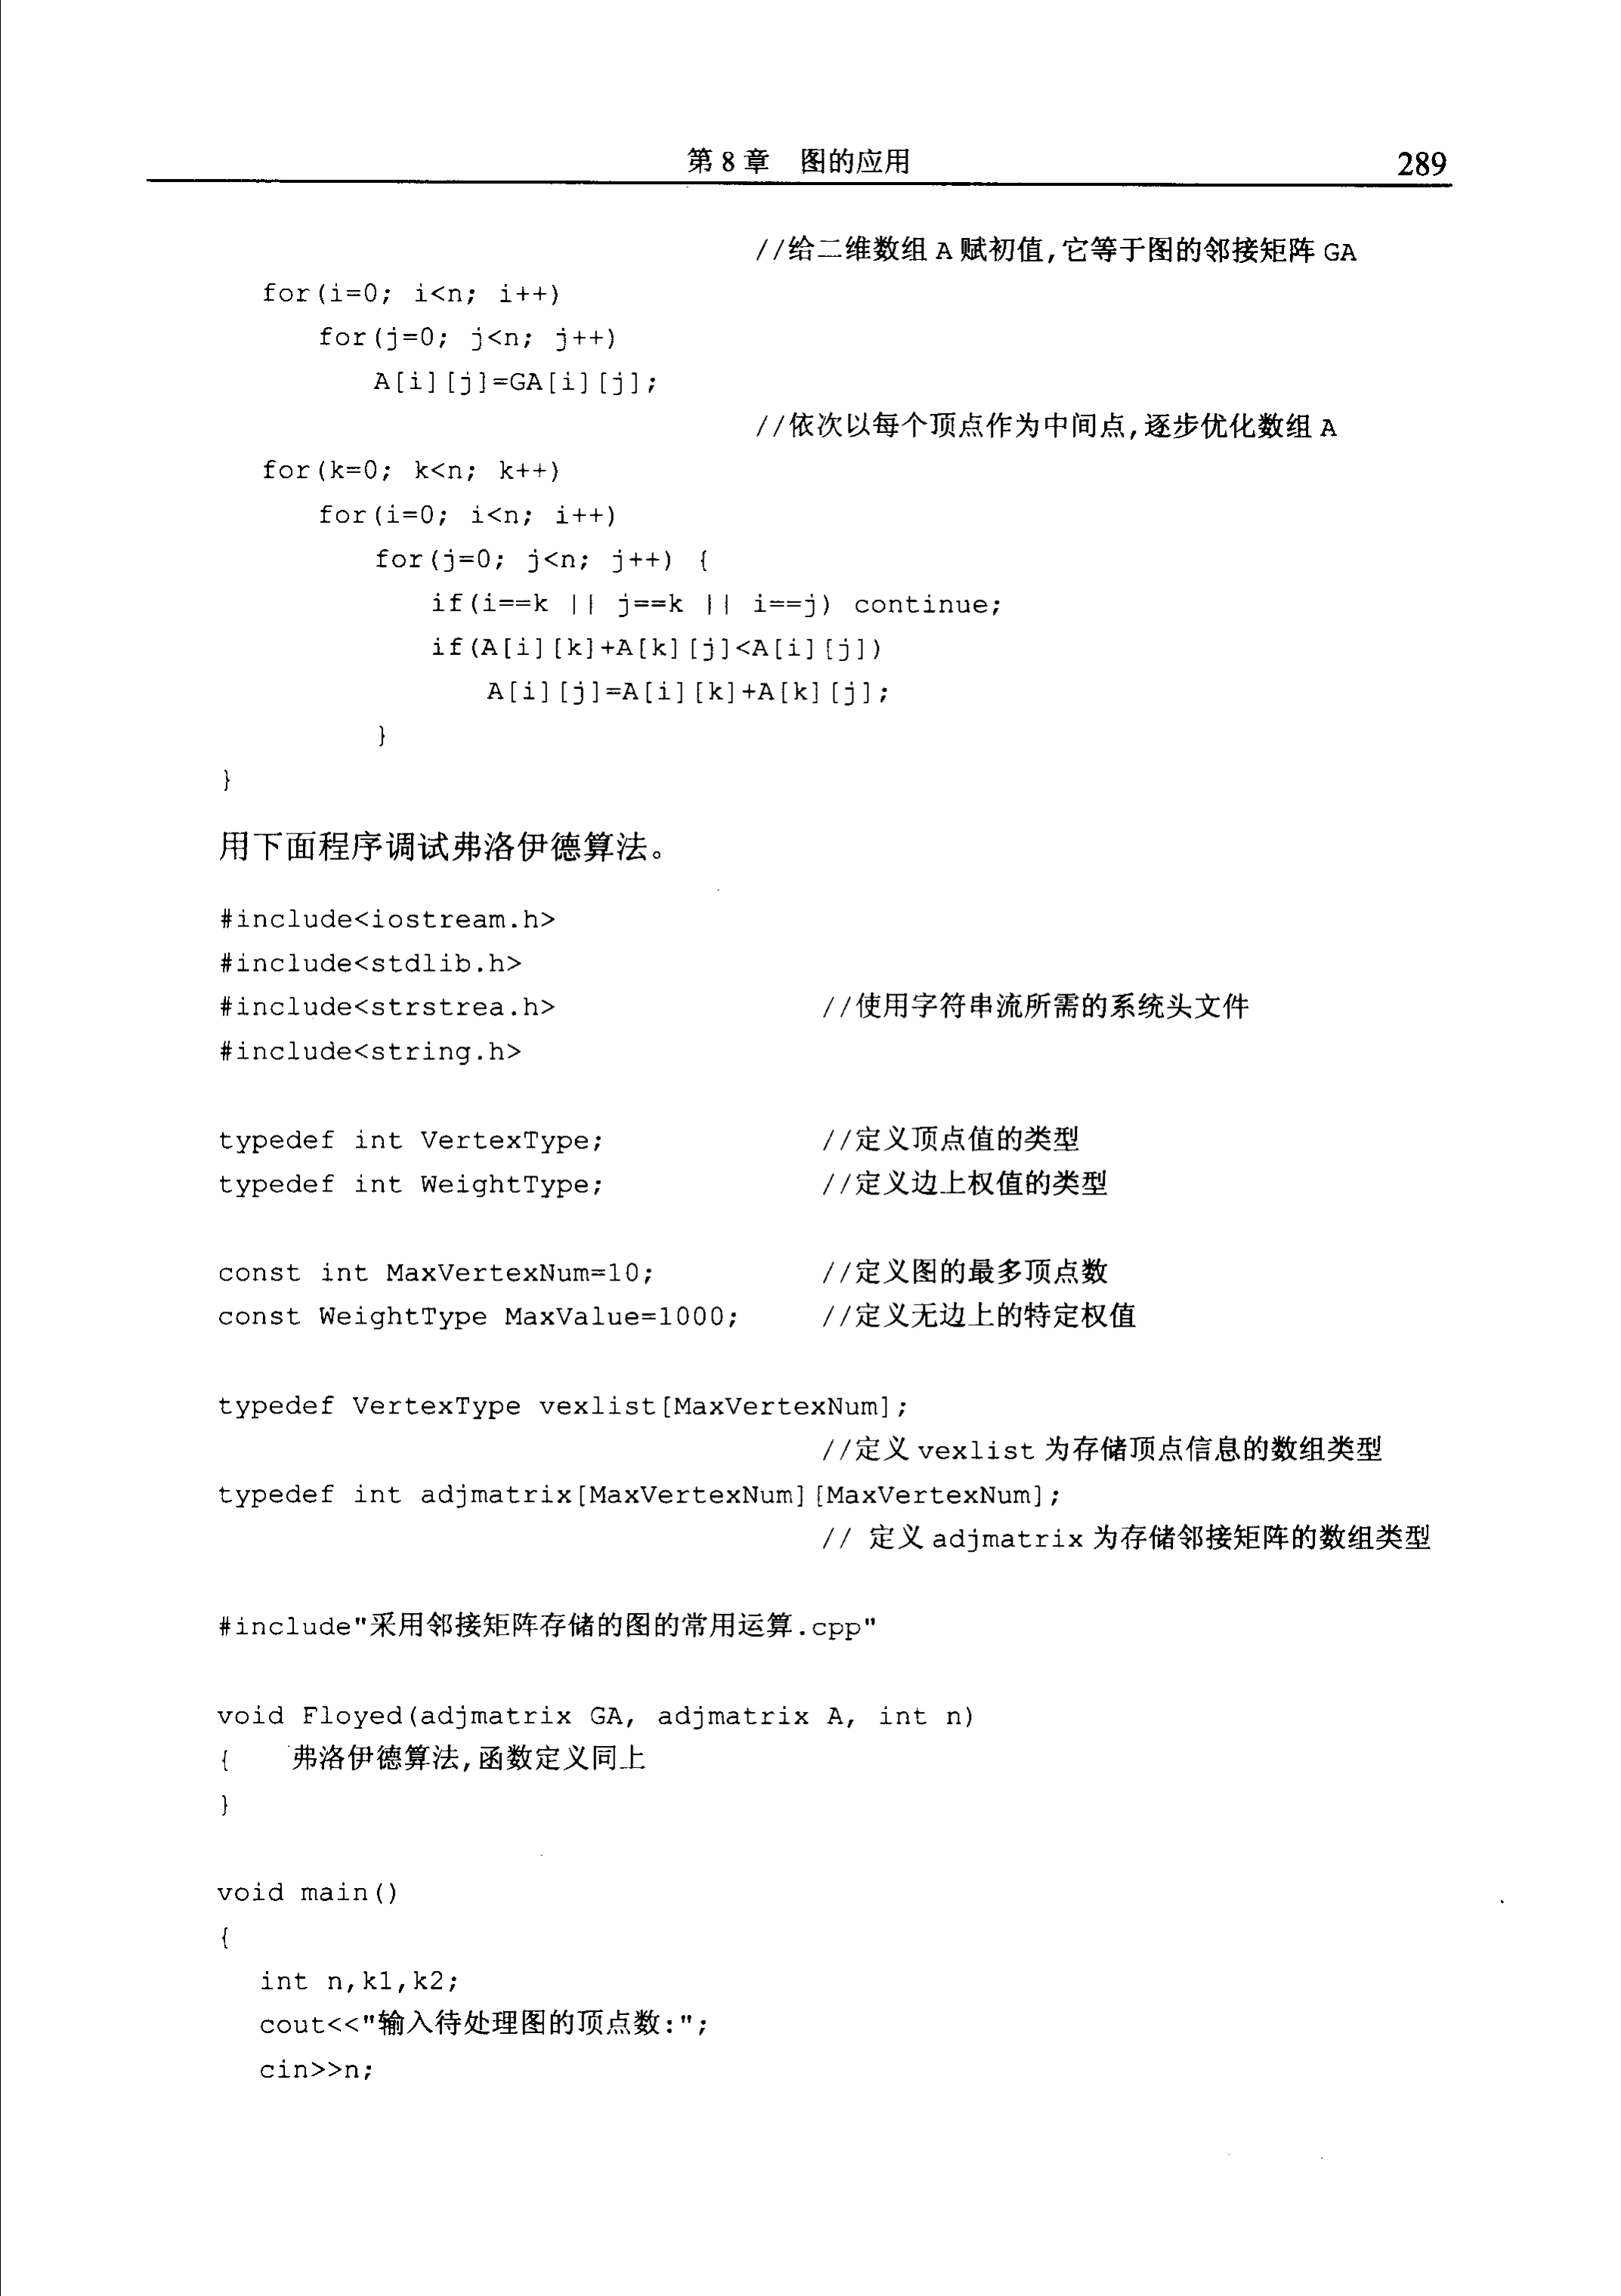 第 8 章 图的应用 289
//给二维数组 A 赋初值,它等于图的邻接矩阵 GA
for(i=0; i<n; i++)
for(j=0; j<n; j++)
A[i][j]=GA[i][j];
//依次以每个顶点作为中间点,逐步优化数组 A
for(k=0; k<n; k++)
for(i=0; i<n; i++)
for(j=0; j<n; j++) {
if(i==k || j==k || i==j) continue;
if(A[i][k]+A[k][j]<A[i][j])
A[i][j]=A[i][k]+A[k][j];
}
}
用下面程序调试弗洛伊德算法。
#include<iostream.h>
#include<stdlib.h>
#include<strstrea.h> //使用字符串流所需的系统头文件
#include<string.h>
typedef int VertexType; //定义顶点值的类型
typedef int WeightType; //定义边上权值的类型
const int MaxVertexNum=10; //定义图的最多顶点数
const WeightType MaxValue=1000; //定义无边上的特定权值
typedef VertexType vexlist[MaxVertexNum];
//定义 vexlist 为存储顶点信息的数组类型
typedef int adjmatrix[MaxVertexNum][MaxVertexNum];
// 定义 adjmatrix 为存储邻接矩阵的数组类型
#include"采用邻接矩阵存储的图的常用运算.cpp"
void Floyed(adjmatrix GA, adjmatrix A, int n)
{ 弗洛伊德算法,函数定义同上
}
void main()
{
int n,k1,k2;
cout<<"输入待处理图的顶点数:";
cin>>n;